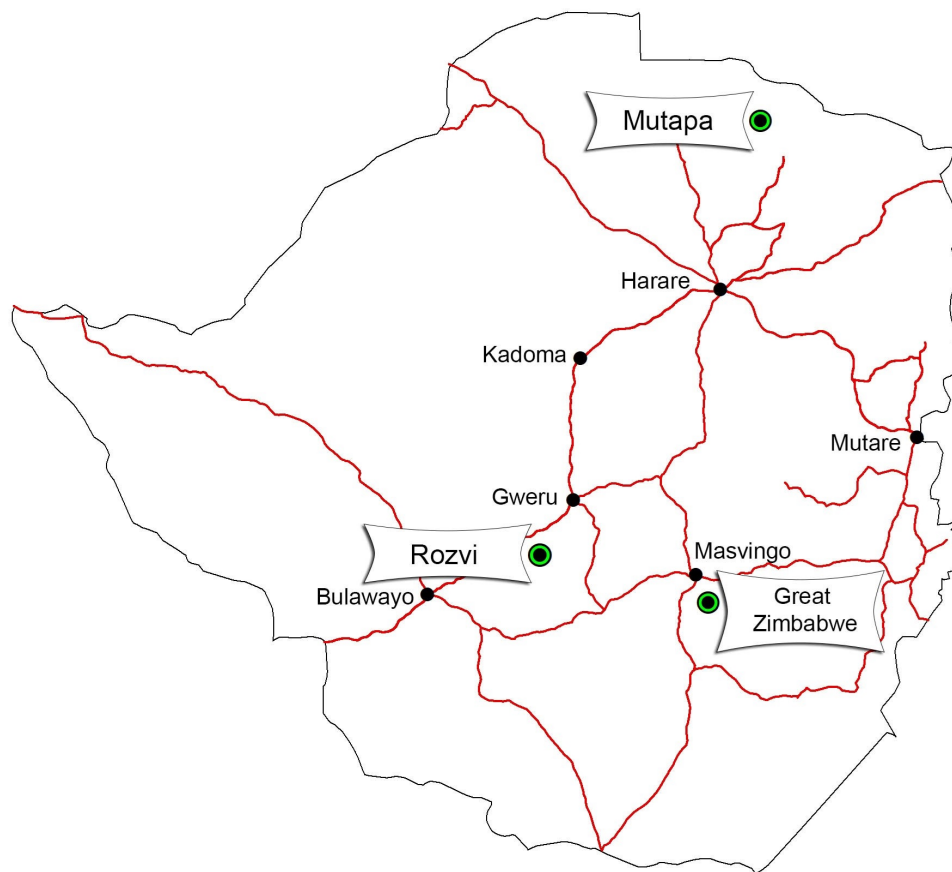 Mutapa
Harare
Kadoma
Mutare
Gweru
Rozvi
Masvingo
Bulawayo
Great
Zimbabwe